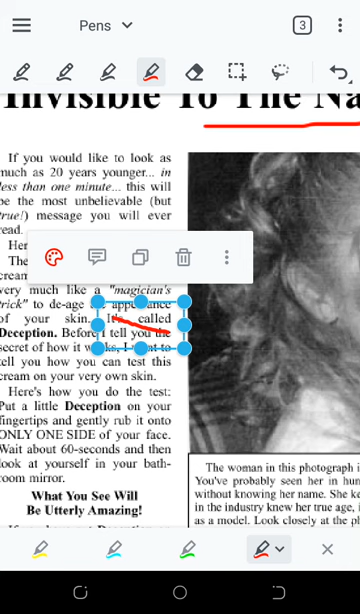 Pens
3
Invisible To The Na
If you would like to look as
much as 20 years younger... in
less than one minute... this will
be the most unbelievable (but
true!) message you will ever
read.
Her
The
cream
very much like a "magician's
trick" to de-age appearance
of your skin. It's called
Deception. Before I tell you the
secret of how it works, I want to
tell you how you can test this
cream on your very own skin.
Here's how you do the test:
Put a little Deception on your
fingertips and gently rub it onto
ONLY ONE SIDE of your face.
Wait about 60-seconds and then
look at yourself in your bath-
room mirror.
What You See Will
Be Utterly Amazing!
The woman in this photograph i
You've probably seen her in hun
without knowing her name. She ke
in the industry knew her true age, i
as a model. Look closely at the p